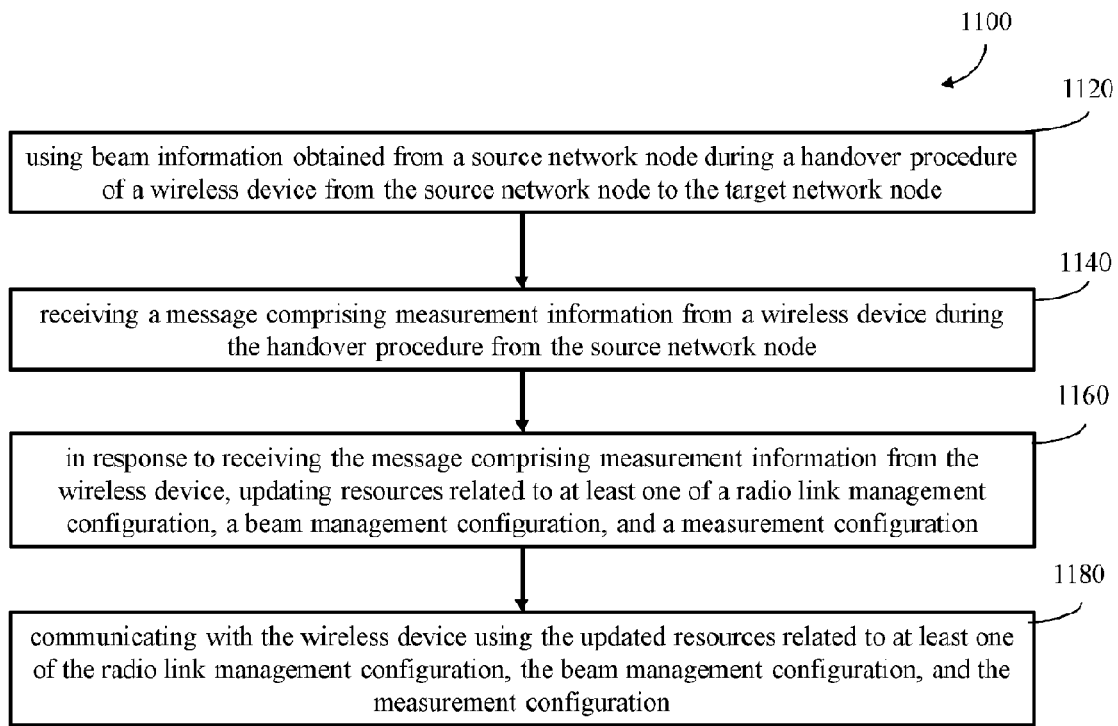 1100
1120
using beam information obtained from a source network node during a handover procedure
of a wireless device from the source network node to the target network node
1140
receiving a message comprising measurement information from a wireless device during
the handover procedure from the source network node
1160
in response to receiving the message comprising measurement information from the
wireless device, updating resources related to at least one of a radio link management
configuration, a beam management configuration, and a measurement configuration
1180
communicating with the wireless device using the updated resources related to at least one
of the radio link management configuration, the beam management configuration, and the
measurement configuration